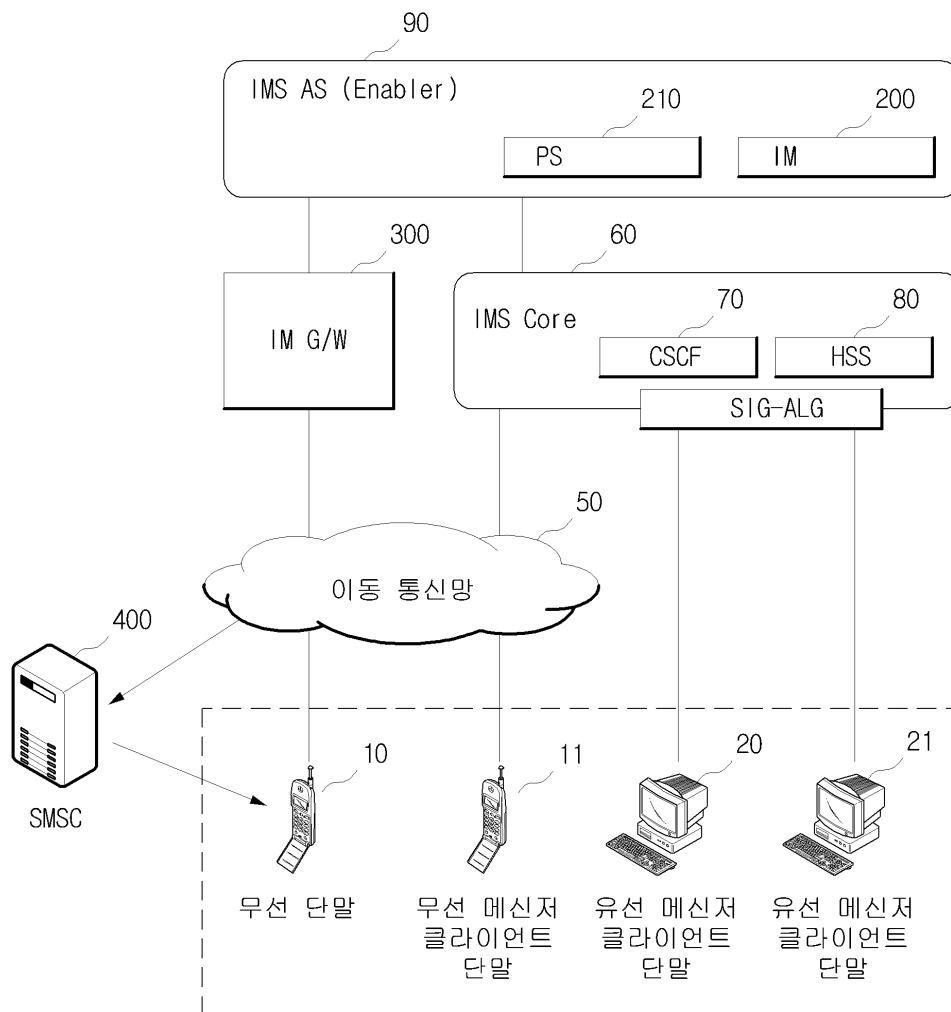 90
IMS AS (Enabler)
210
200
PS
IM
300
60
IM G/W
IMS Core
70
80
CSCF
HSS
SIG-ALG
50
이동 통신망
400
SMSC
10
11
20
21
무선 단말
무선 메신저
클라이언트
단말
유선 메신저
클라이언트
단말
유선 메신저
클라이언트
단말